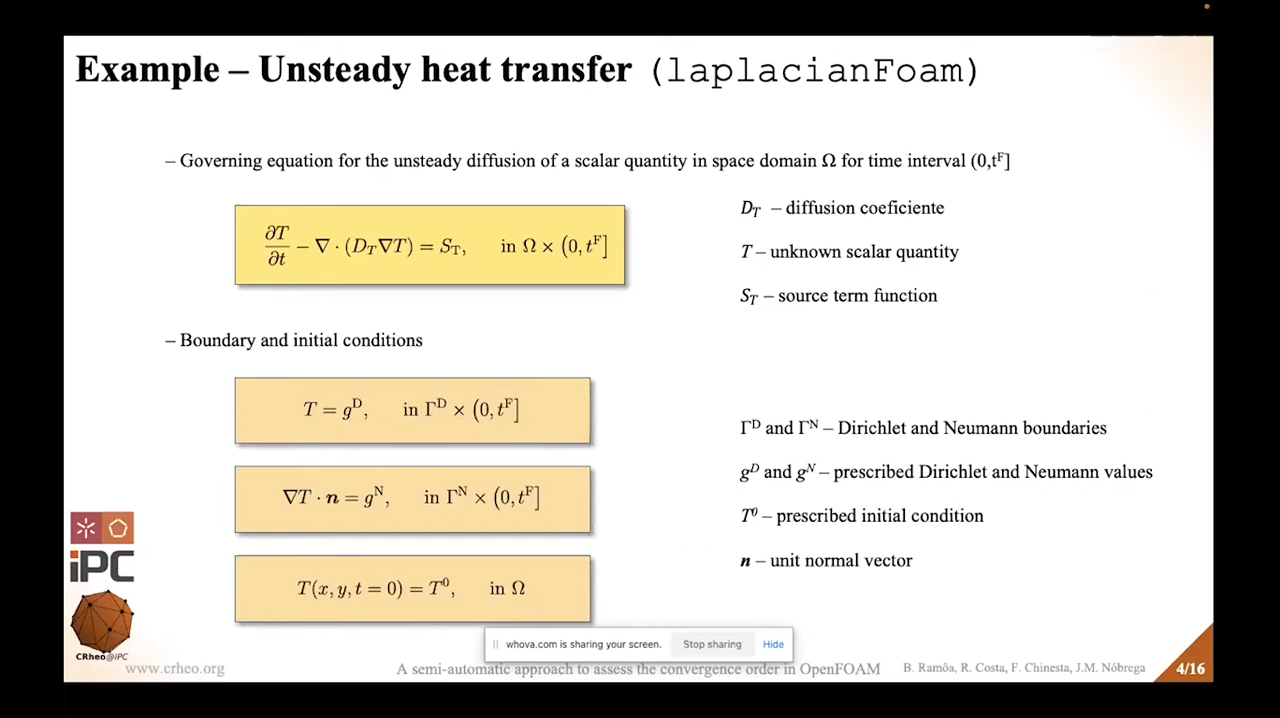 Example – Unsteady heat transfer (laplacianFoam)
– Governing equation for the unsteady diffusion of a scalar quantity in space domain Ω for time interval (0,tᶠ]
∂T/∂t − ∇ · (D_T ∇T) = S_T, in Ω × (0, t^F]
D_T – diffusion coeficiente
T – unknown scalar quantity
S_T – source term function
– Boundary and initial conditions
T = g^D, in Γ^D × (0, t^F]
∇T · n = g^N, in Γ^N × (0, t^F]
T(x, y, t = 0) = T^0, in Ω
Γ^D and Γ^N – Dirichlet and Neumann boundaries
g^D and g^N – prescribed Dirichlet and Neumann values
T^0 – prescribed initial condition
n – unit normal vector
iPC
CRheo@iPC
whova.com is sharing your screen. Stop sharing Hide
www.crheo.org
A semi-automatic approach to assess the convergence order in OpenFOAM
B. Ramôa, R. Costa, F. Chinesta, J.M. Nóbrega
4/16